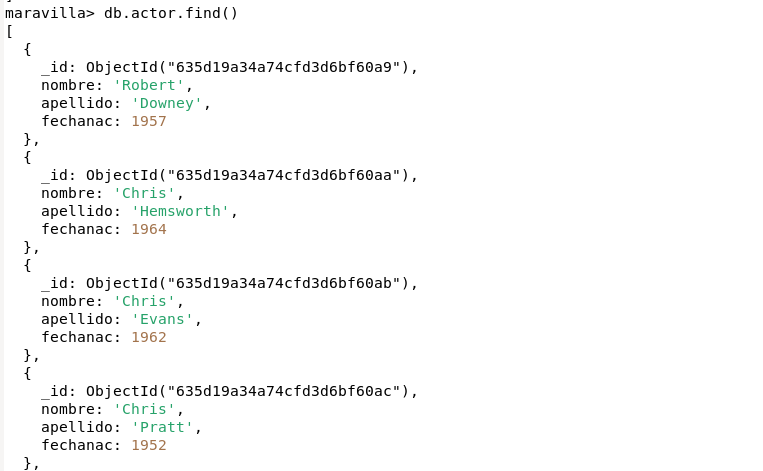 maravilla> db.actor.find()
[
  {
    _id: ObjectId("635d19a34a74cfd3d6bf60a9"),
    nombre: 'Robert',
    apellido: 'Downey',
    fechanac: 1957
  },
  {
    _id: ObjectId("635d19a34a74cfd3d6bf60aa"),
    nombre: 'Chris',
    apellido: 'Hemsworth',
    fechanac: 1964
  },
  {
    _id: ObjectId("635d19a34a74cfd3d6bf60ab"),
    nombre: 'Chris',
    apellido: 'Evans',
    fechanac: 1962
  },
  {
    _id: ObjectId("635d19a34a74cfd3d6bf60ac"),
    nombre: 'Chris',
    apellido: 'Pratt',
    fechanac: 1952
  },